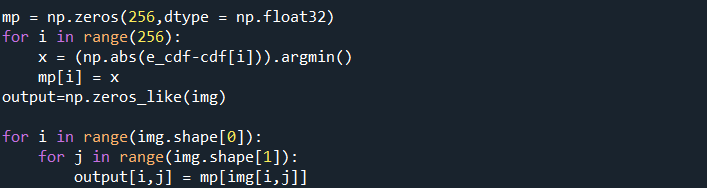 mp = np.zeros(256,dtype = np.float32)
for i in range(256):
    x = (np.abs(e_cdf-cdf[i])).argmin()
    mp[i] = x
output=np.zeros_like(img)

for i in range(img.shape[0]):
    for j in range(img.shape[1]):
        output[i,j] = mp[img[i,j]]